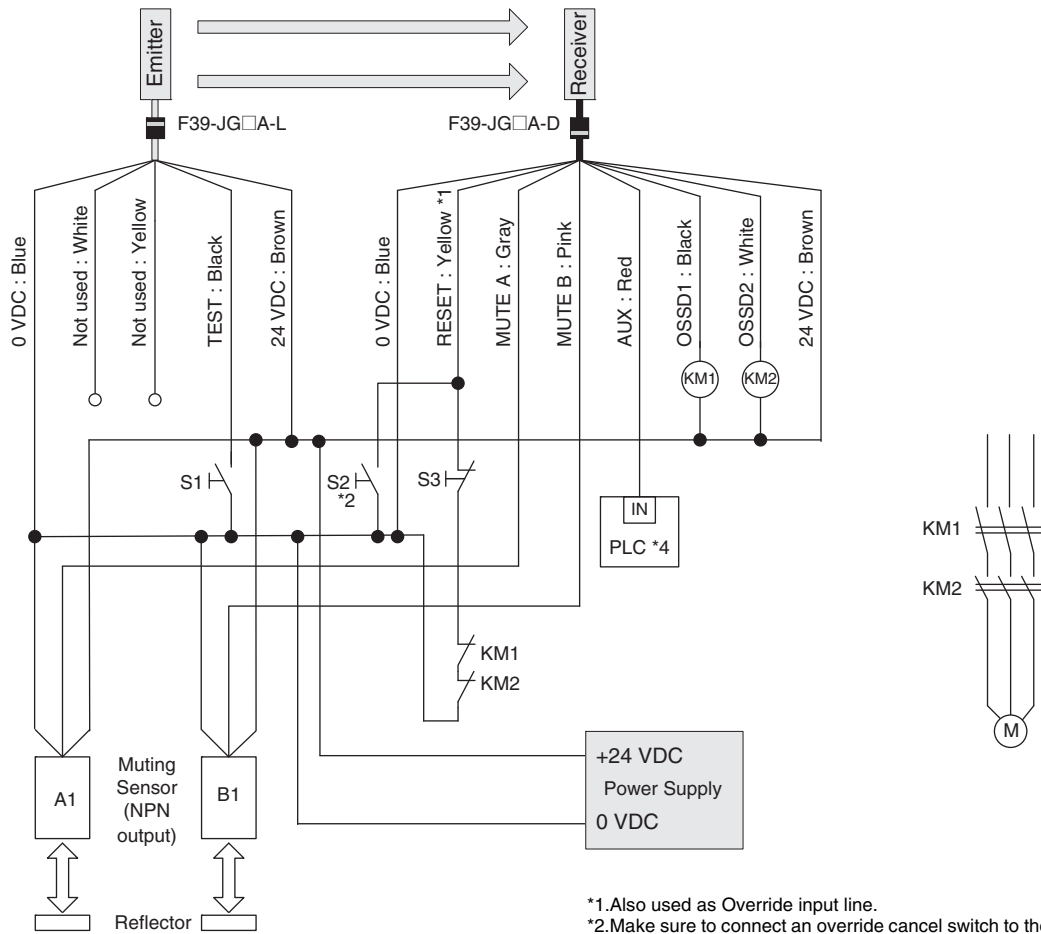 Emitter
Receiver
F39-JG□A-L
F39-JG□A-D
0 VDC : Blue
Not used : White
Not used : Yellow
TEST : Black
24 VDC : Brown
0 VDC : Blue
RESET : Yellow *1
MUTE A : Gray
MUTE B : Pink
AUX : Red
OSSD1 : Black
OSSD2 : White
24 VDC : Brown
KM1
KM2
S1
S2
*2
S3
IN
PLC *4
KM1
KM2
KM1
KM2
M
A1
Muting
Sensor
(NPN
output)
B1
+24 VDC
Power Supply
0 VDC
Reflector
*1.Also used as Override input line.
*2.Make sure to connect an override cancel switch to the